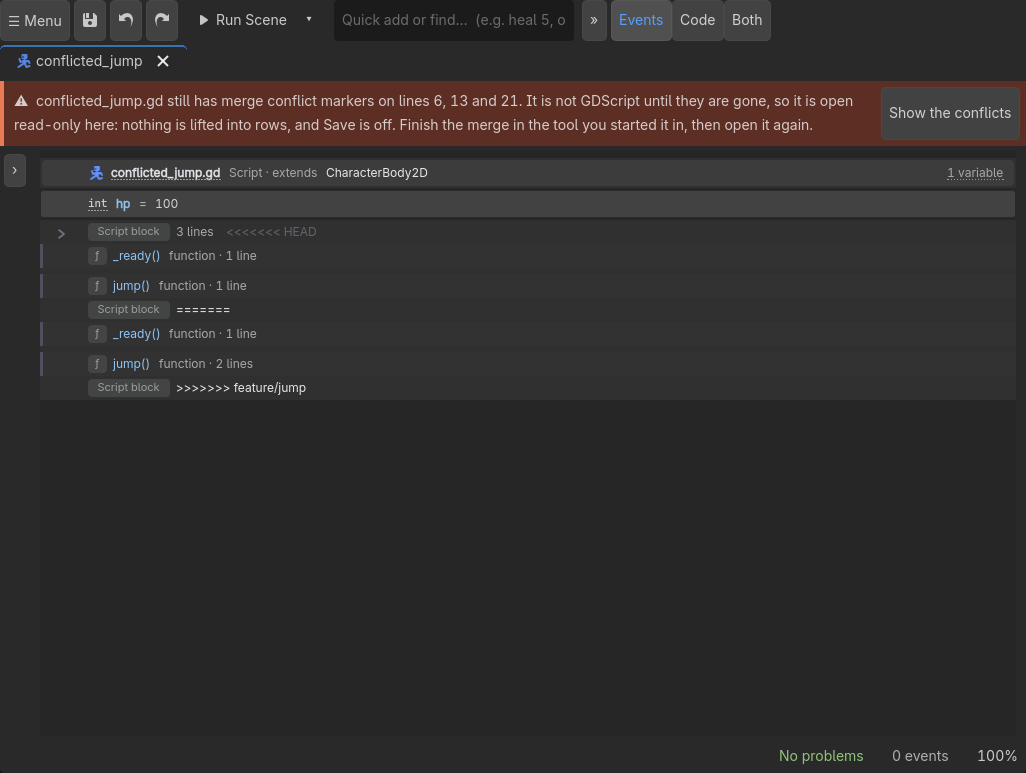 ☰ Menu
Run Scene
Quick add or find... (e.g. heal 5, o
»
Events
Code
Both
conflicted_jump
conflicted_jump.gd still has merge conflict markers on lines 6, 13 and 21. It is not GDScript until they are gone, so it is open
read-only here: nothing is lifted into rows, and Save is off. Finish the merge in the tool you started it in, then open it again.
Show the conflicts
conflicted_jump.gd Script · extends CharacterBody2D 1 variable
int hp = 100
Script block 3 lines <<<<<<< HEAD
ƒ _ready() function · 1 line
ƒ jump() function · 1 line
Script block =======
ƒ _ready() function · 1 line
ƒ jump() function · 2 lines
Script block >>>>>>> feature/jump
No problems 0 events 100%